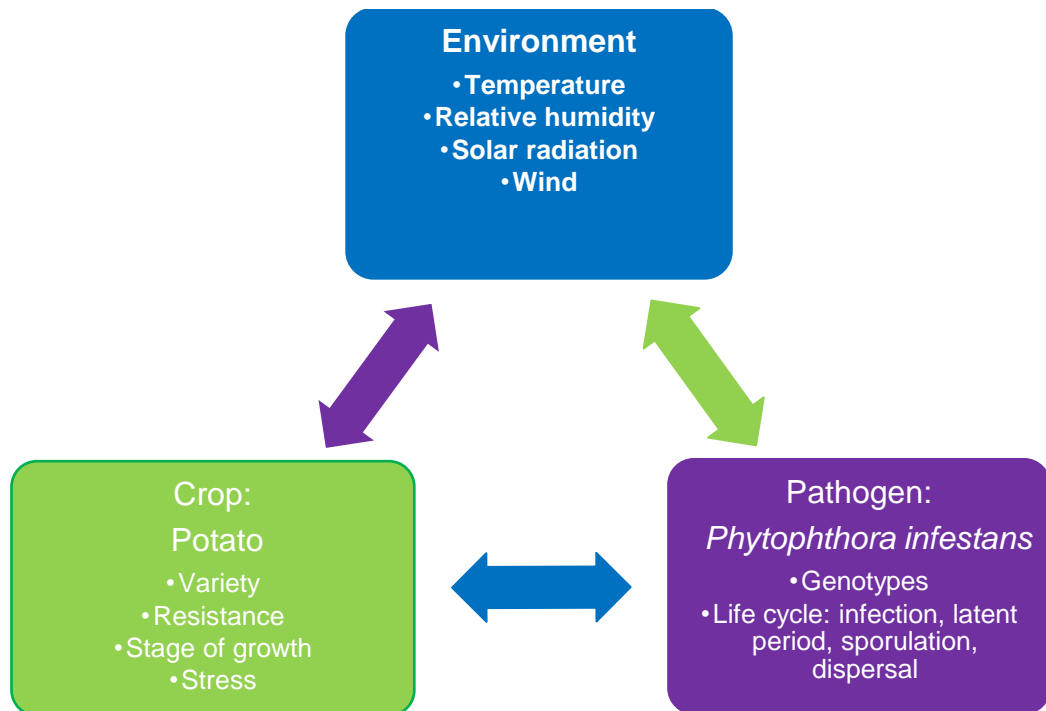 Environment
•Temperature
•Relative humidity
•Solar radiation
•Wind
Crop:
Potato
•Variety
•Resistance
•Stage of growth
•Stress
Pathogen:
Phytophthora infestans
•Genotypes
•Life cycle: infection, latent
period, sporulation,
dispersal